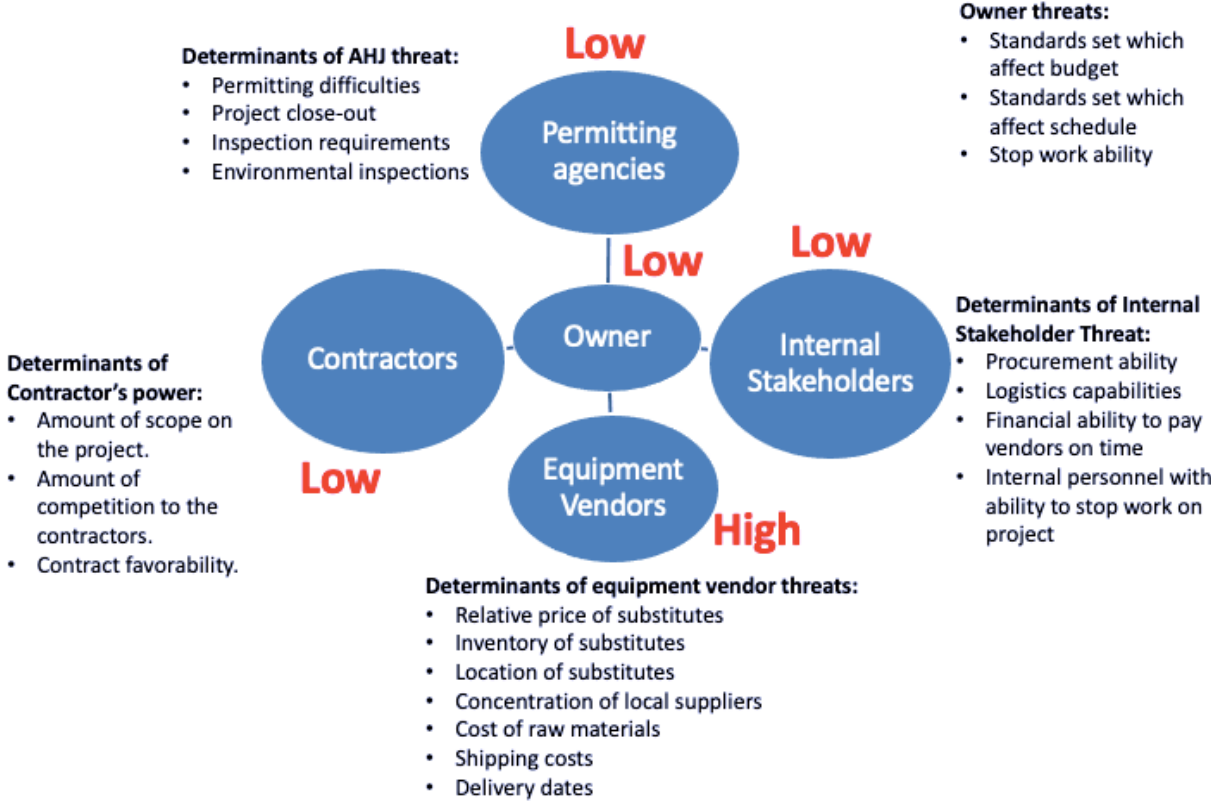 Owner threats:
• Standards set which
affect budget
• Standards set which
affect schedule
• Stop work ability
Low
Determinants of AHJ threat:
• Permitting difficulties
• Project close-out
• Inspection requirements
• Environmental inspections
Permitting
agencies
Low
Low
Owner
Contractors
Internal
Stakeholders
Determinants of Internal
Stakeholder Threat:
• Procurement ability
• Logistics capabilities
• Financial ability to pay
vendors on time
• Internal personnel with
ability to stop work on
project
Determinants of
Contractor’s power:
• Amount of scope on
the project.
• Amount of
competition to the
contractors.
• Contract favorability.
Low
Equipment
Vendors
High
Determinants of equipment vendor threats:
• Relative price of substitutes
• Inventory of substitutes
• Location of substitutes
• Concentration of local suppliers
• Cost of raw materials
• Shipping costs
• Delivery dates